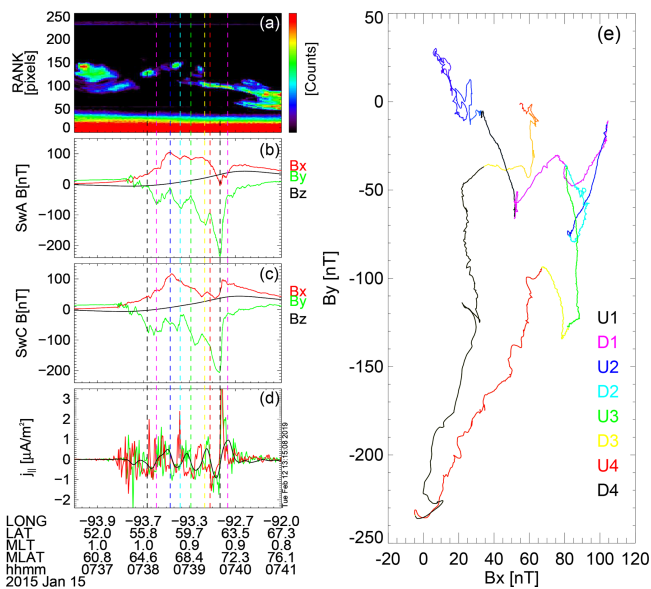 (a)
RANK [pixels]
250
200
150
100
50
0
[Counts]
(b)
SwA B[nT]
100
0
−100
−200
Bx
By
Bz
(c)
SwC B[nT]
100
0
−100
−200
Bx
By
Bz
(d)
j|| [μA/m²]
3
2
1
0
−1
−2
Tue Feb 12 13:15:08 2019
LONG −93.9 −93.7 −93.3 −92.7 −92.0
LAT 52.0 55.8 59.7 63.5 67.3
MLT 1.0 1.0 0.9 0.9 0.8
MLAT 60.8 64.6 68.4 72.3 76.1
hhmm 0737 0738 0739 0740 0741
2015 Jan 15
(e)
By [nT]
50
0
−50
−100
−150
−200
−250
U1
D1
U2
D2
U3
D3
U4
D4
−20 0 20 40 60 80 100 120
Bx [nT]